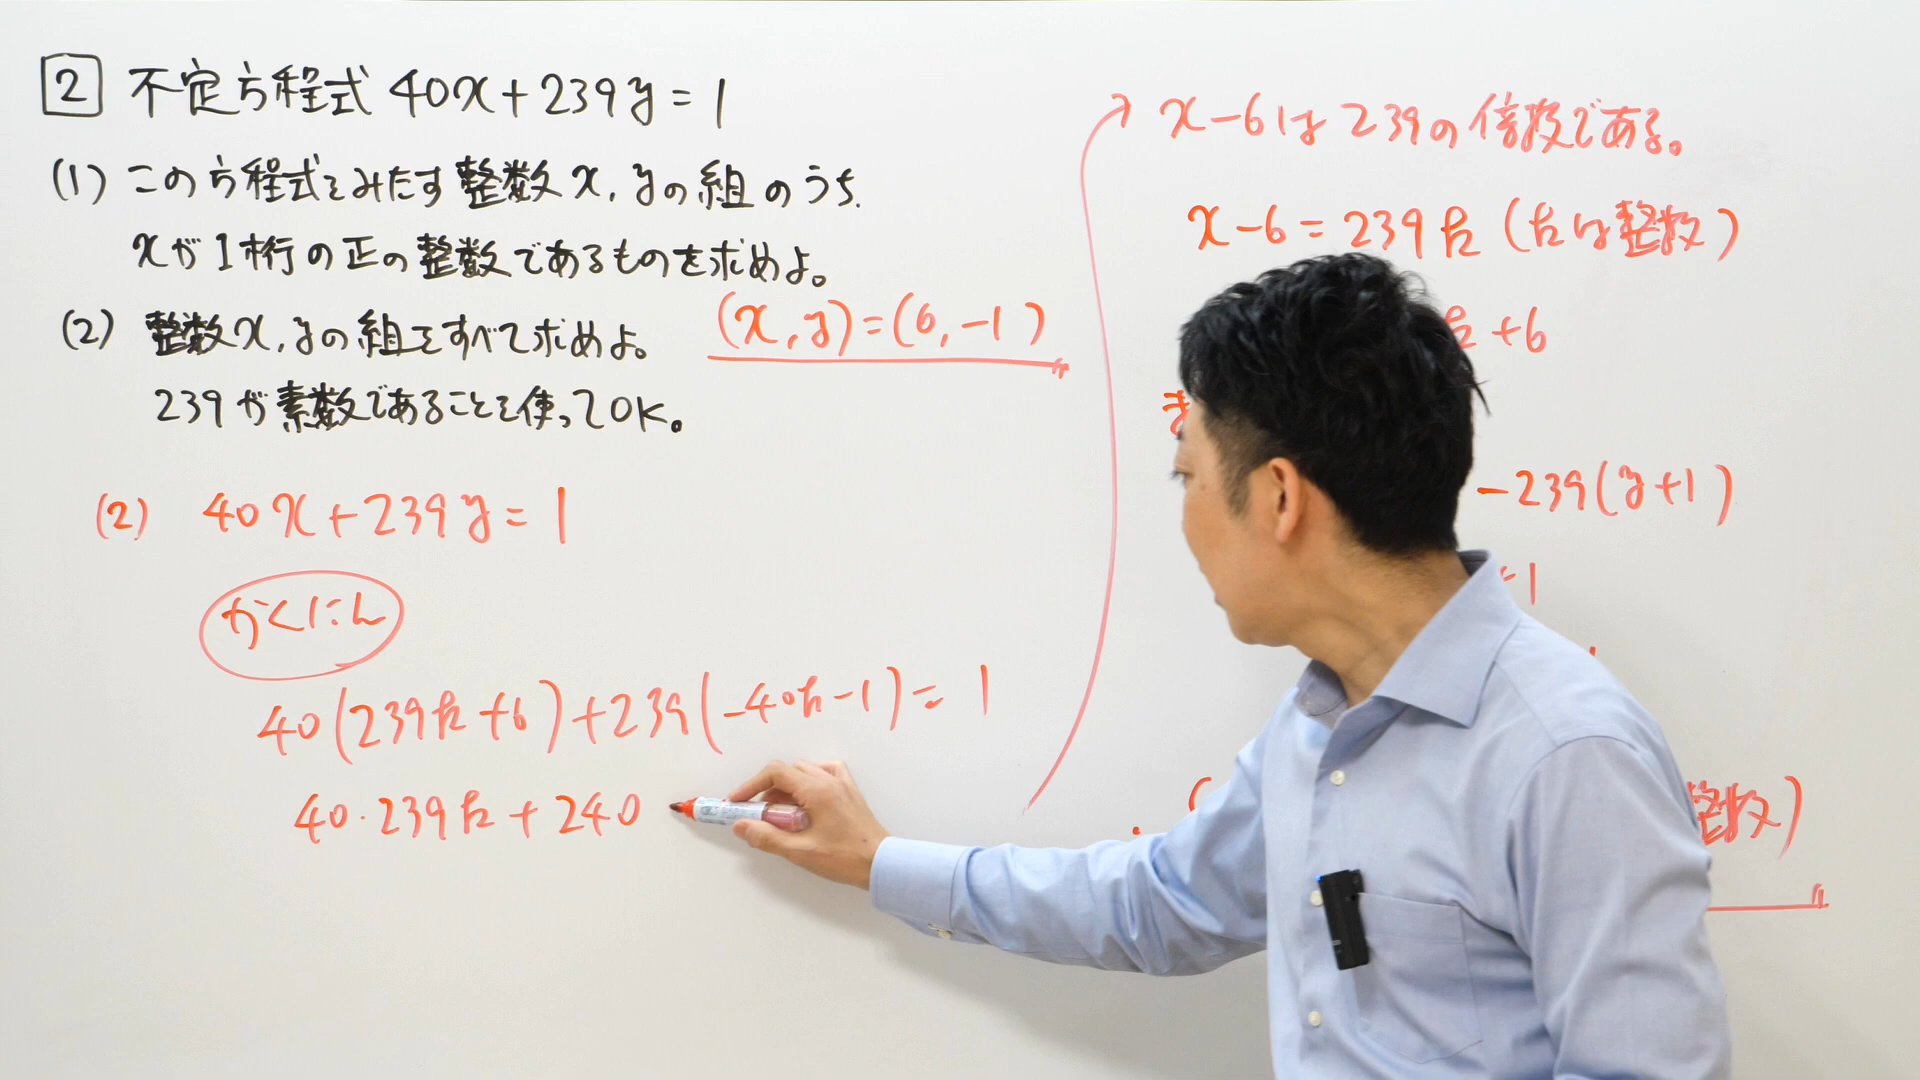 2 不定方程式 40x+239y=1
(1) この方程式をみたす整数x,yの組のうち、
xが1桁の正の整数であるものを求めよ。
(2) 整数x,yの組をすべて求めよ。
(x,y)=(6,-1)
239が素数であることを使ってOK。
(2) 40x+239y=1
かくにん
40(239k+6)+239(-40k-1)=1
40・239k+240
x-6は239の倍数である。
x-6=239k(kは整数)
k+6
-239(y+1)
=1
整数)